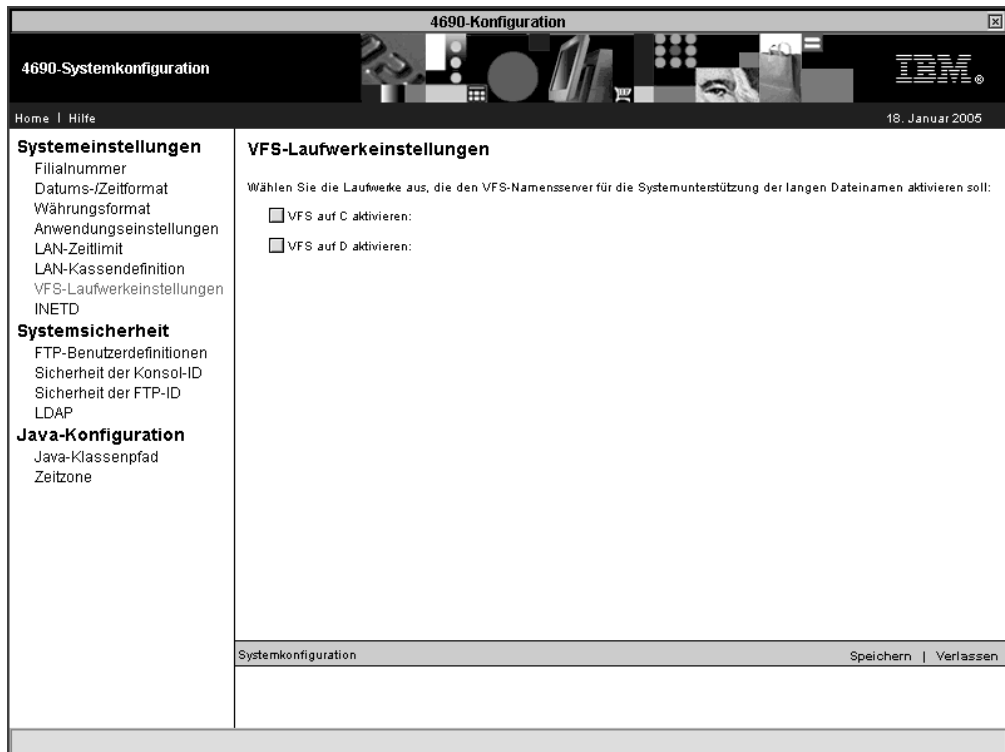 4690-Konfiguration
4690-Systemkonfiguration
IBM®
Home | Hilfe
18. Januar 2005
Systemeinstellungen
Filialnummer
Datums-/Zeitformat
Währungsformat
Anwendungseinstellungen
LAN-Zeitlimit
LAN-Kassendefinition
VFS-Laufwerkeinstellungen
INETD
Systemsicherheit
FTP-Benutzerdefinitionen
Sicherheit der Konsol-ID
Sicherheit der FTP-ID
LDAP
Java-Konfiguration
Java-Klassenpfad
Zeitzone
VFS-Laufwerkeinstellungen
Wählen Sie die Laufwerke aus, die den VFS-Namensserver für die Systemunterstützung der langen Dateinamen aktivieren soll:
VFS auf C aktivieren:
VFS auf D aktivieren:
Systemkonfiguration
Speichern | Verlassen